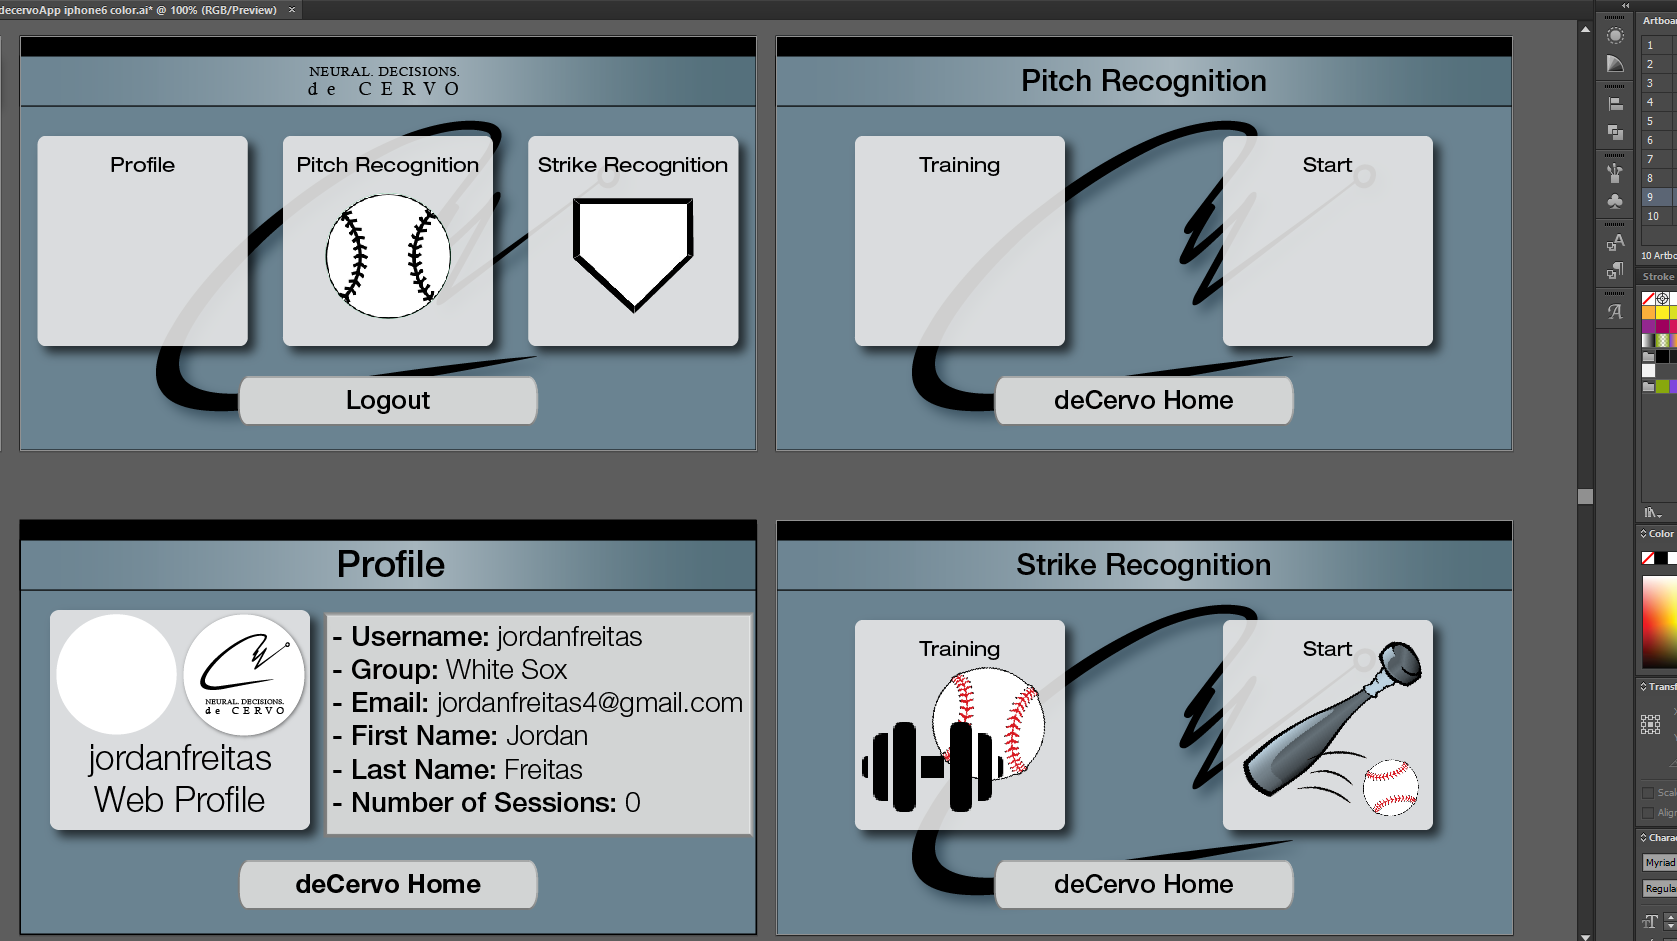 decervoApp iphone6 color.ai* @ 100% (RGB/Preview) ×
NEURAL. DECISIONS.
de CERVO
Profile
Pitch Recognition
Strike Recognition
Logout
Pitch Recognition
Training
Start
deCervo Home
Profile
NEURAL. DECISIONS.
de CERVO
jordanfreitas
Web Profile
- Username: jordanfreitas
- Group: White Sox
- Email: jordanfreitas4@gmail.com
- First Name: Jordan
- Last Name: Freitas
- Number of Sessions: 0
deCervo Home
Strike Recognition
Training
Start
deCervo Home
Artboa
1
2
3
4
5
6
7
8
9
10
10 Artbo
Stroke
Color
Transf
Scale
Align
Charac
Myriad
Regula